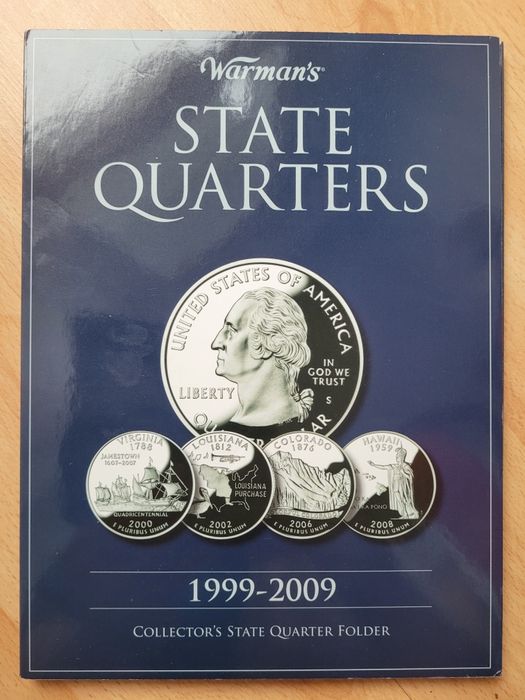 Warman's®
STATE
QUARTERS
UNITED STATES OF AMERICA
LIBERTY
IN
GOD WE
TRUST
S
VIRGINIA
1788
JAMESTOWN
1607-2007
QUADRICENTENNIAL
2000
E PLURIBUS UNUM
LOUISIANA
1812
LOUISIANA
PURCHASE
2002
E PLURIBUS UNUM
COLORADO
1876
COLORFUL COLORADO
2006
E PLURIBUS UNUM
HAWAII
1959
2008
E PLURIBUS UNUM
1999-2009
COLLECTOR'S STATE QUARTER FOLDER